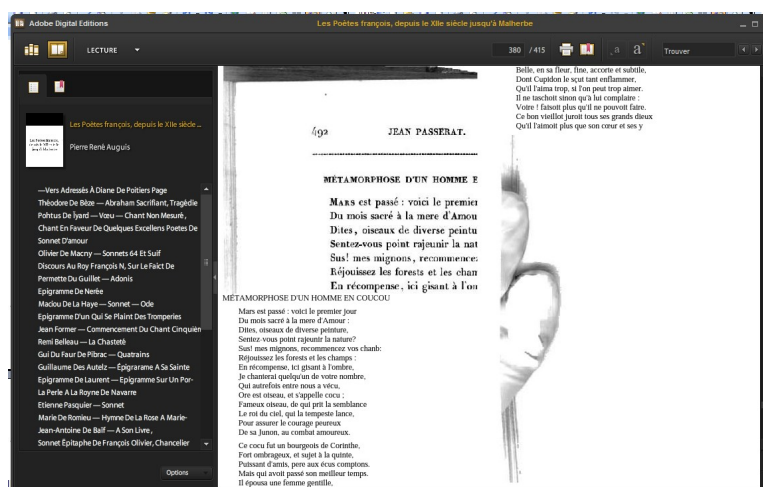 Adobe Digital Editions
Les Poètes françois, depuis le XIIe siècle jusqu'à Malherbe
LECTURE
380 / 415
a
a
Trouver
Les Poètes françois, depuis le XIIe siècle ...
Pierre René Auguis
—Vers Adressés À Diane De Poitiers Page
Théodore De Bèze — Abraham Sacrifiant, Tragédie
Pohtus De Îyard — Vœu — Chant Non Mesuré,
Chant En Faveur De Quelques Excellens Poetes De
Sonnet D'amour
Olivier De Macny — Sonnets 64 Et Suif
Discours Au Roy François N, Sur Le Faict De
Permette Du Guillet — Adonis
Epigramme De Nerée
Maciou De La Haye — Sonnet — Ode
Epigramme D'un Qui Se Plaint Des Tromperies
Jean Former — Commencement Du Chant Cinquièn
Remi Belleau — La Chasteté
Gui Du Faur De Pibrac — Quatrains
Guillaume Des Autelz — Épigrarame A Sa Sainte
Epigramme De Laurent — Epigramme Sur Un Por-
La Perle A La Royne De Navarre
Etienne Pasquier — Sonnet
Marie De Romieu — Hymne De La Rose A Marie-
Jean-Antoine De Baïf — A Son Livre,
Sonnet Épitaphe De François Olivier, Chancelier
Options
492 JEAN PASSERAT.
MÉTAMORPHOSE D'UN HOMME E
MARS est passé : voici le premier
Du mois sacré à la mere d'Amou
Dites, oiseaux de diverse peintu
Sentez-vous point rajeunir la nat
Sus! mes mignons, recommence
Réjouissez les forests et les cham
En récompense, ici gisant à l'om
MÉTAMORPHOSE D'UN HOMME EN COUCOU
Mars est passé : voici le premier jour
Du mois sacré à la mere d'Amour :
Dites, oiseaux de diverse peinture,
Sentez-vous point rajeunir la nature?
Sus! mes mignons, recommencez vos chanb:
Réjouissez les forests et les champs :
En récompense, ici gisant à l'ombre,
Je chanterai quelqu'un de votre nombre,
Qui autrefois entre nous a vécu,
Ore est oiseau, et s'appelle cocu ;
Fameux oiseau, de qui prit la semblance
Le roi du ciel, qui la tempeste lance,
Pour assurer le courage peureux
De sa Junon, au combat amoureux.
Ce cocu fut un bourgeois de Corinthe,
Fort ombrageux, et sujet à la quinte,
Puissant d'amis, pere aux écus comptons.
Mais qui avoit passé son meilleur temps.
Il épousa une femme gentille,
Belle, en sa fleur, fine, accorte et subtile,
Dont Cupidon le sçut tant enflammer,
Qu'il l'aima trop, si l'on peut trop aimer.
Il ne taschoit sinon qu'à lui complaire :
Voire ! faisoit plus qu'il ne pouvoit faire.
Ce bon vieillot juroit tous ses grands dieux
Qu'il l'aimoit plus que son cœur et ses y